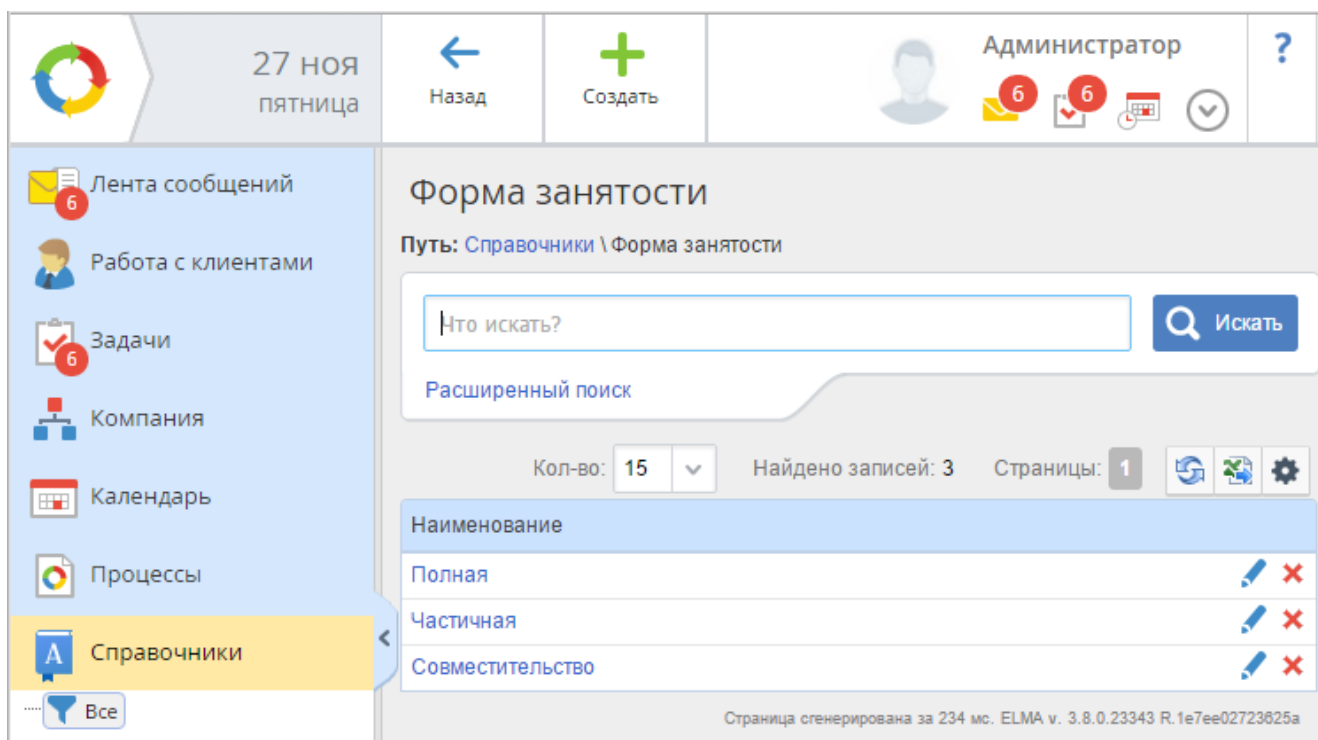 27 ноя
пятница
Назад
Создать
Администратор
6
6
?
Лента сообщений
6
Работа с клиентами
Задачи
6
Компания
Календарь
Процессы
A
Справочники
Все
Форма занятости
Путь: Справочники \ Форма занятости
Что искать?
Искать
Расширенный поиск
Кол-во: 15 Найдено записей: 3 Страницы: 1
Наименование
Полная
Частичная
Совместительство
Страница сгенерирована за 234 мс. ELMA v. 3.8.0.23343 R.1e7ee02723625a